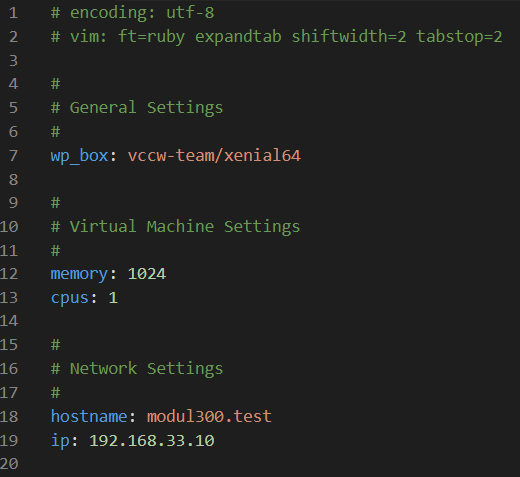 1 # encoding: utf-8
2 # vim: ft=ruby expandtab shiftwidth=2 tabstop=2
3
4 #
5 # General Settings
6 #
7 wp_box: vccw-team/xenial64
8
9 #
10 # Virtual Machine Settings
11 #
12 memory: 1024
13 cpus: 1
14
15 #
16 # Network Settings
17 #
18 hostname: modul300.test
19 ip: 192.168.33.10
20